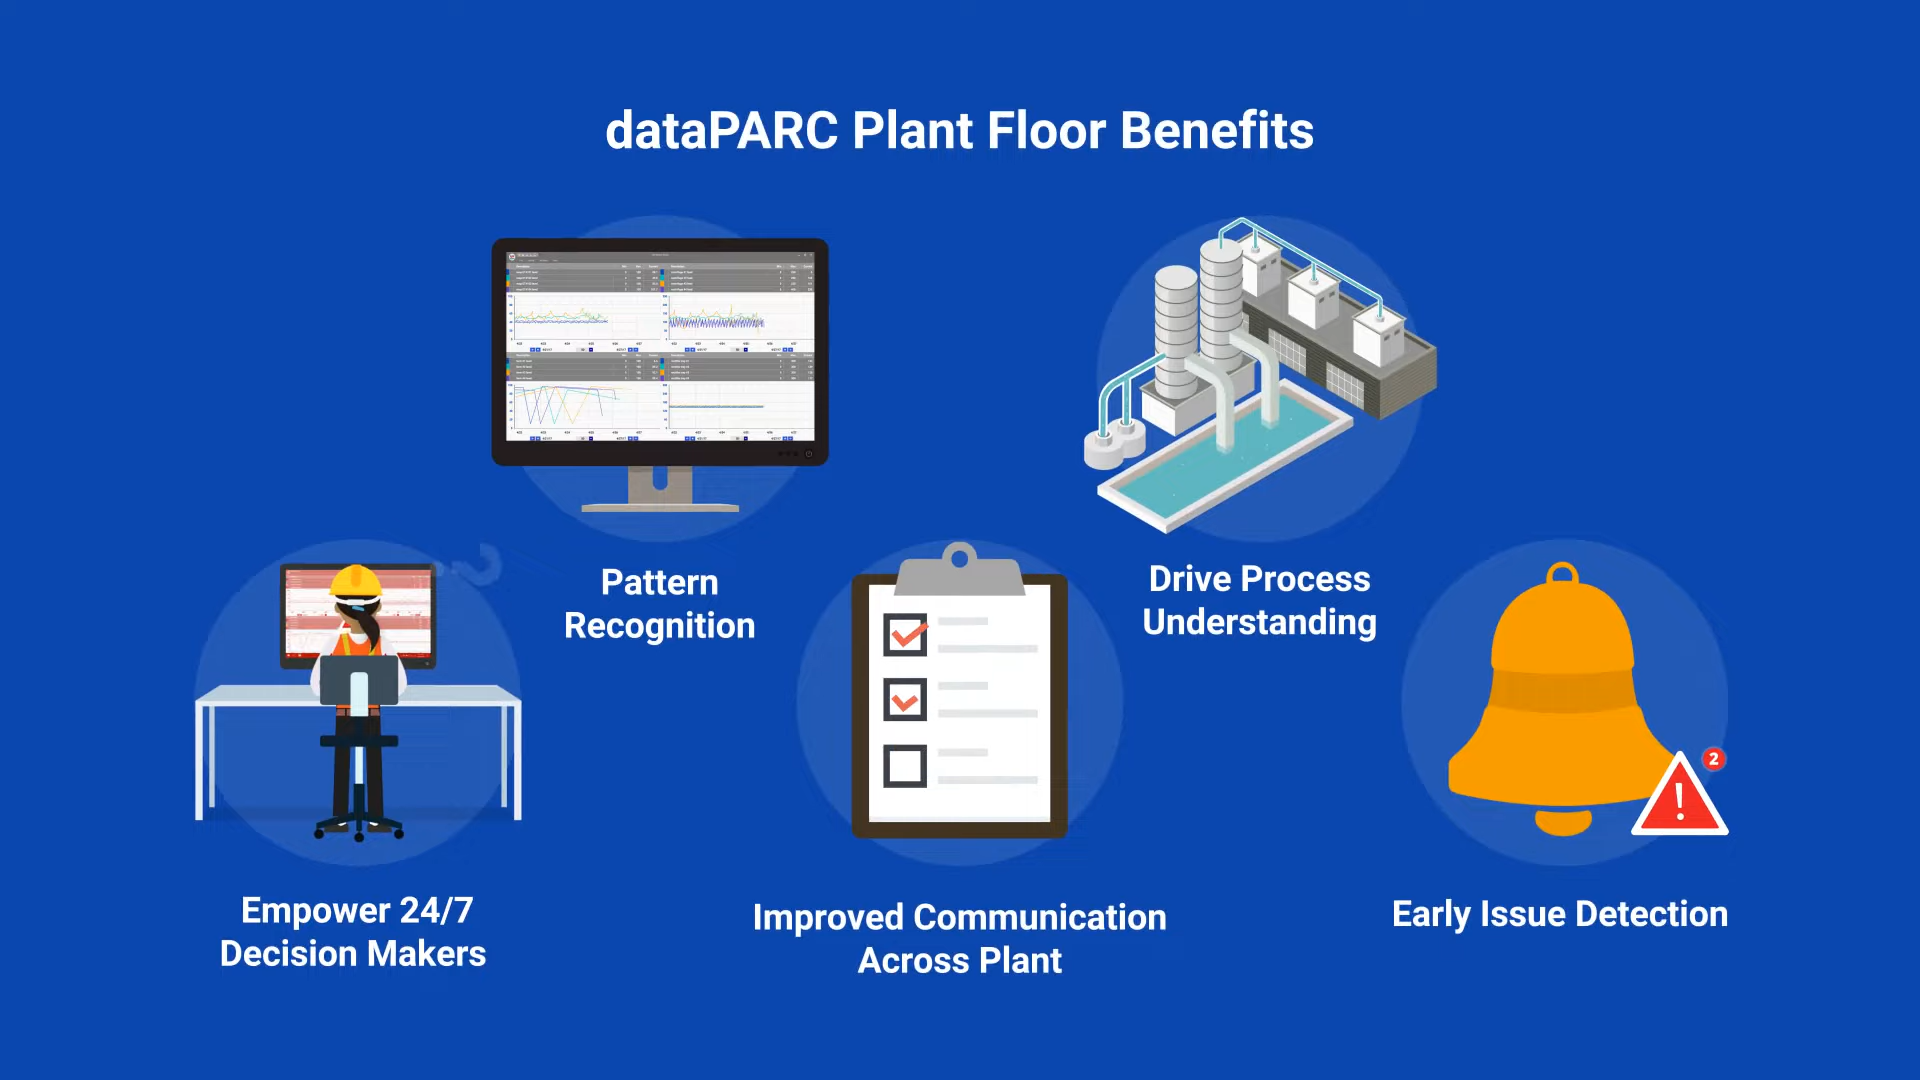 dataPARC Plant Floor Benefits
Pattern
Recognition
Drive Process
Understanding
2
!
Empower 24/7
Decision Makers
Improved Communication
Across Plant
Early Issue Detection